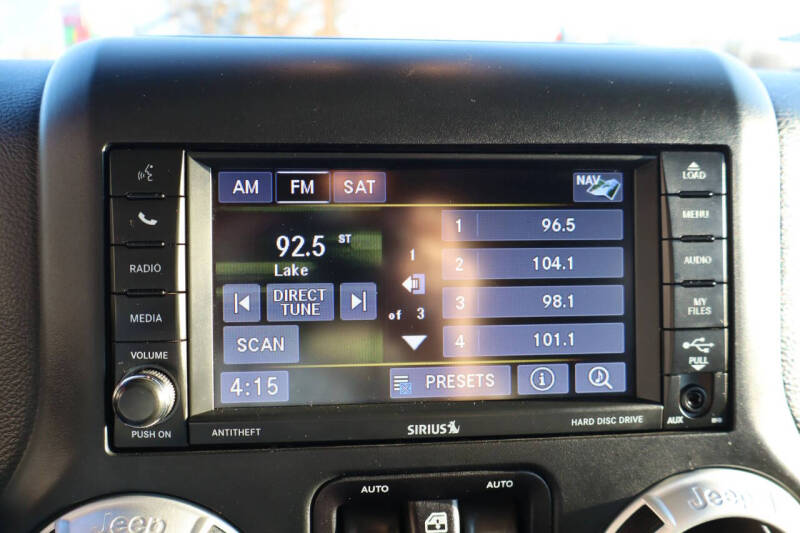 AM FM SAT NAV
LOAD
MENU
92.5 ST
Lake
1 96.5
2 104.1
3 98.1
4 101.1
1
of 3
RADIO
MEDIA
AUDIO
MY
FILES
DIRECT
TUNE
SCAN
4:15
PRESETS
VOLUME
PUSH ON
PULL
AUX
ANTITHEFT
SIRIUS
HARD DISC DRIVE
AUTO AUTO
Jeep
Jeep